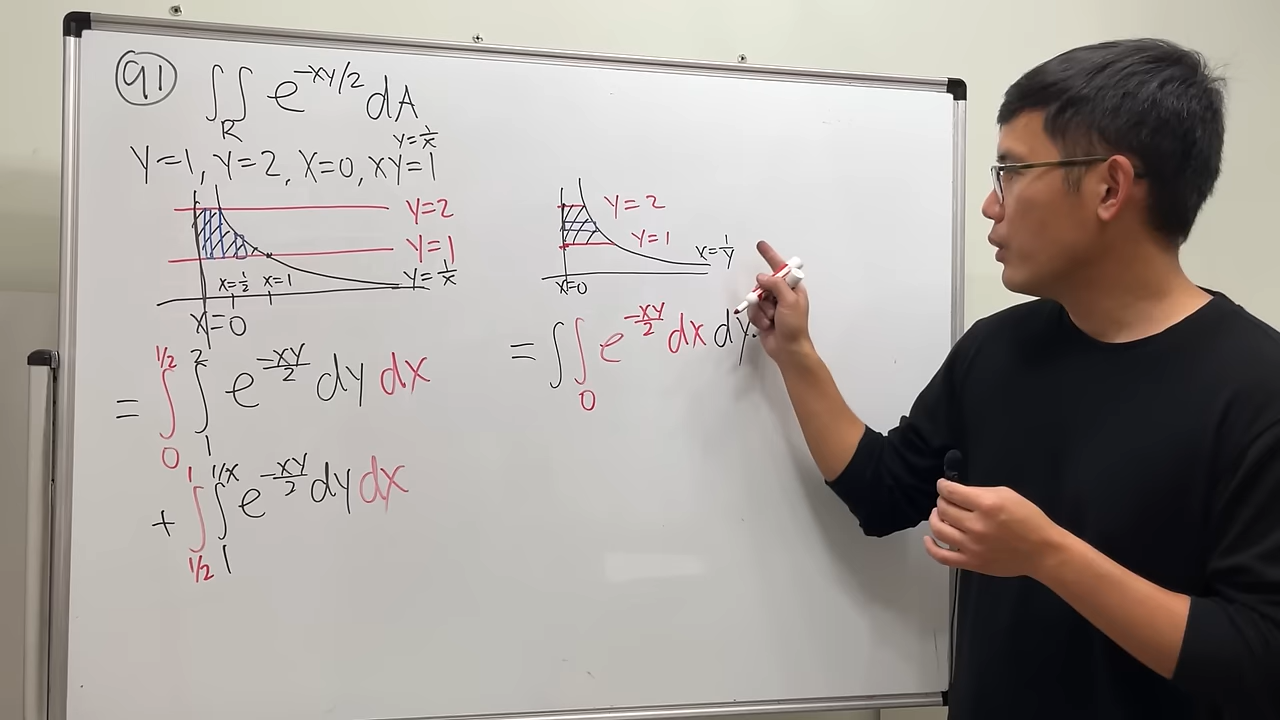 91 ∬_R e^{-xy/2} dA
y=1/x
y=1, y=2, x=0, xy=1
y=2
y=1
x=1/2 x=1 y=1/x
x=0
= ∫_0^{1/2} ∫_1^2 e^{-xy/2} dy dx
+ ∫_{1/2}^1 ∫_1^{1/x} e^{-xy/2} dy dx
y=2
y=1
x=1/y
x=0
= ∫ ∫_0 e^{-xy/2} dx dy